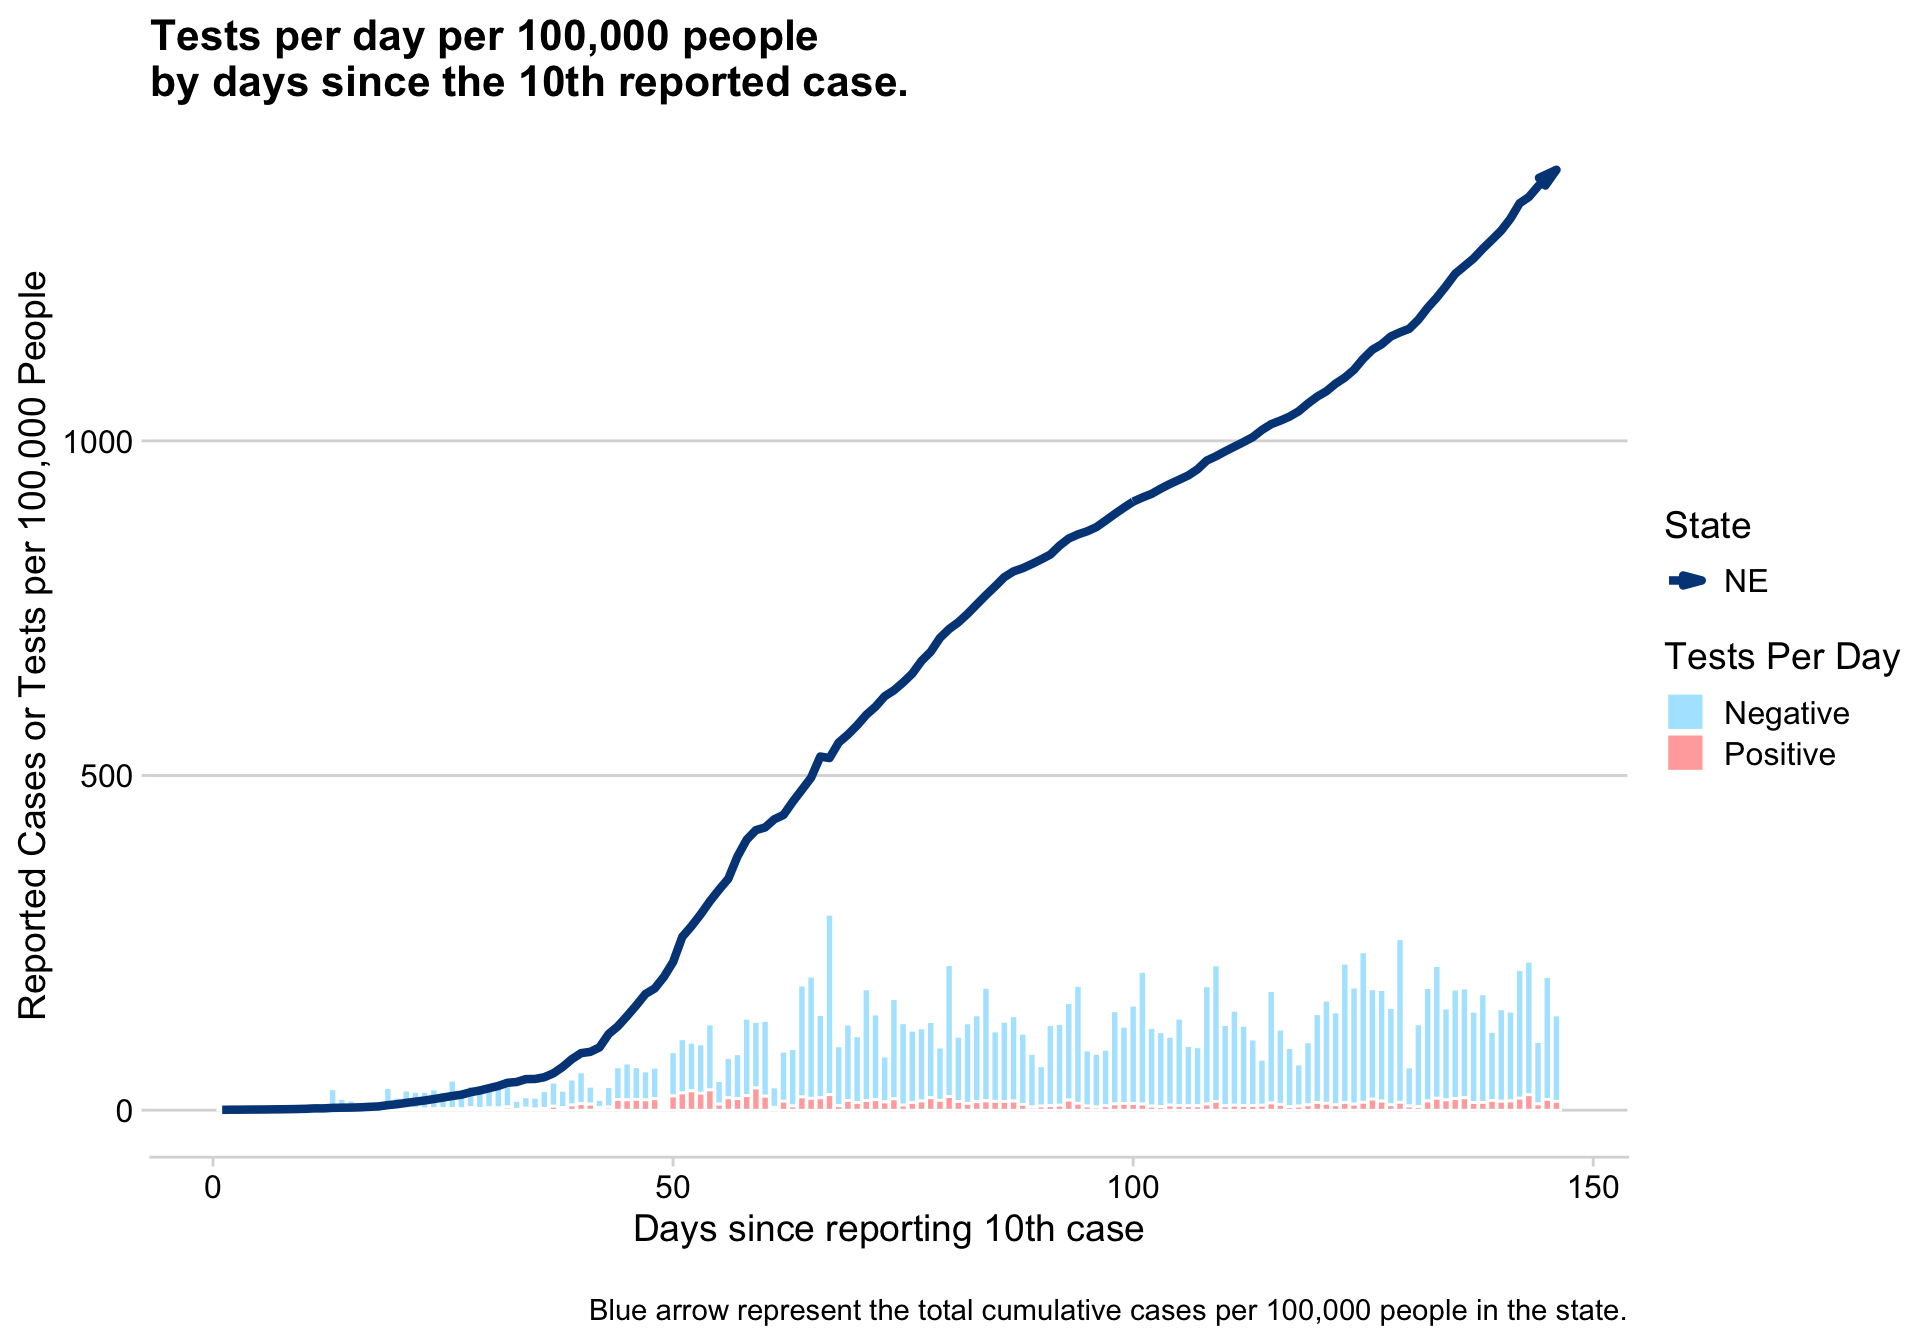 Tests per day per 100,000 people
by days since the 10th reported case.
Reported Cases or Tests per 100,000 People
1000
500
0
0
50
100
150
Days since reporting 10th case
State
NE
Tests Per Day
Negative
Positive
Blue arrow represent the total cumulative cases per 100,000 people in the state.